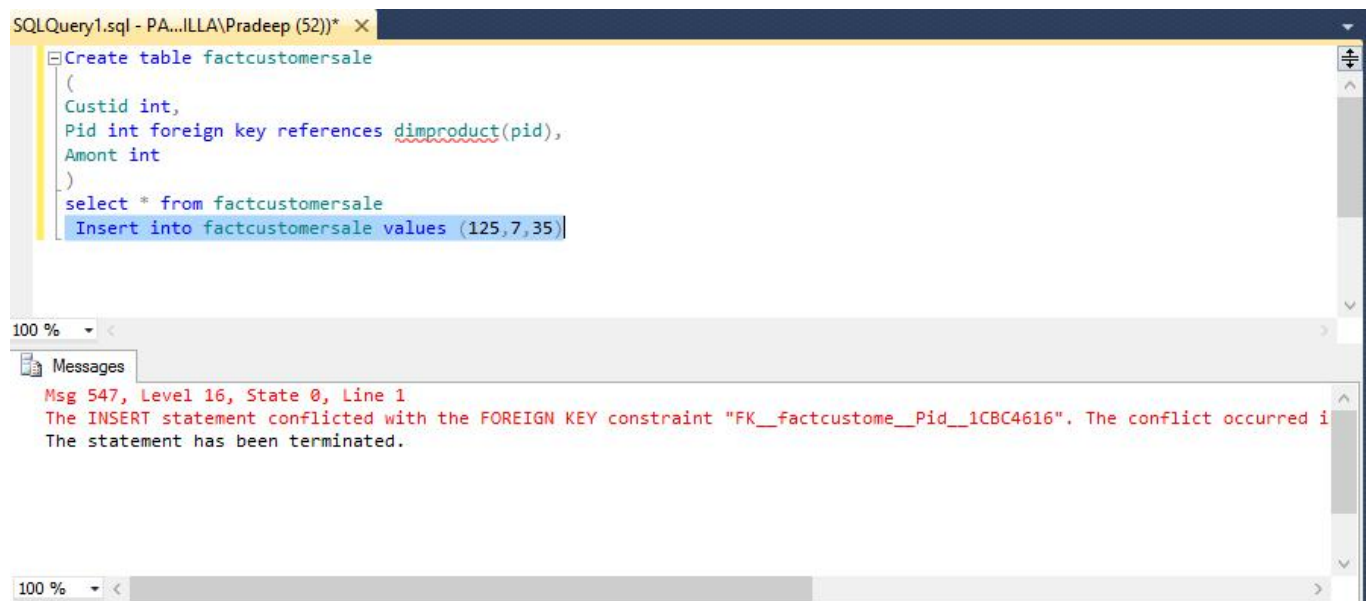 SQLQuery1.sql - PA...ILLA\Pradeep (52))*
Create table factcustomersale
(
Custid int,
Pid int foreign key references dimproduct(pid),
Amont int
)
select * from factcustomersale
Insert into factcustomersale values (125,7,35)
100 %
Messages
Msg 547, Level 16, State 0, Line 1
The INSERT statement conflicted with the FOREIGN KEY constraint "FK__factcustome__Pid__1CBC4616". The conflict occurred i
The statement has been terminated.
100 %